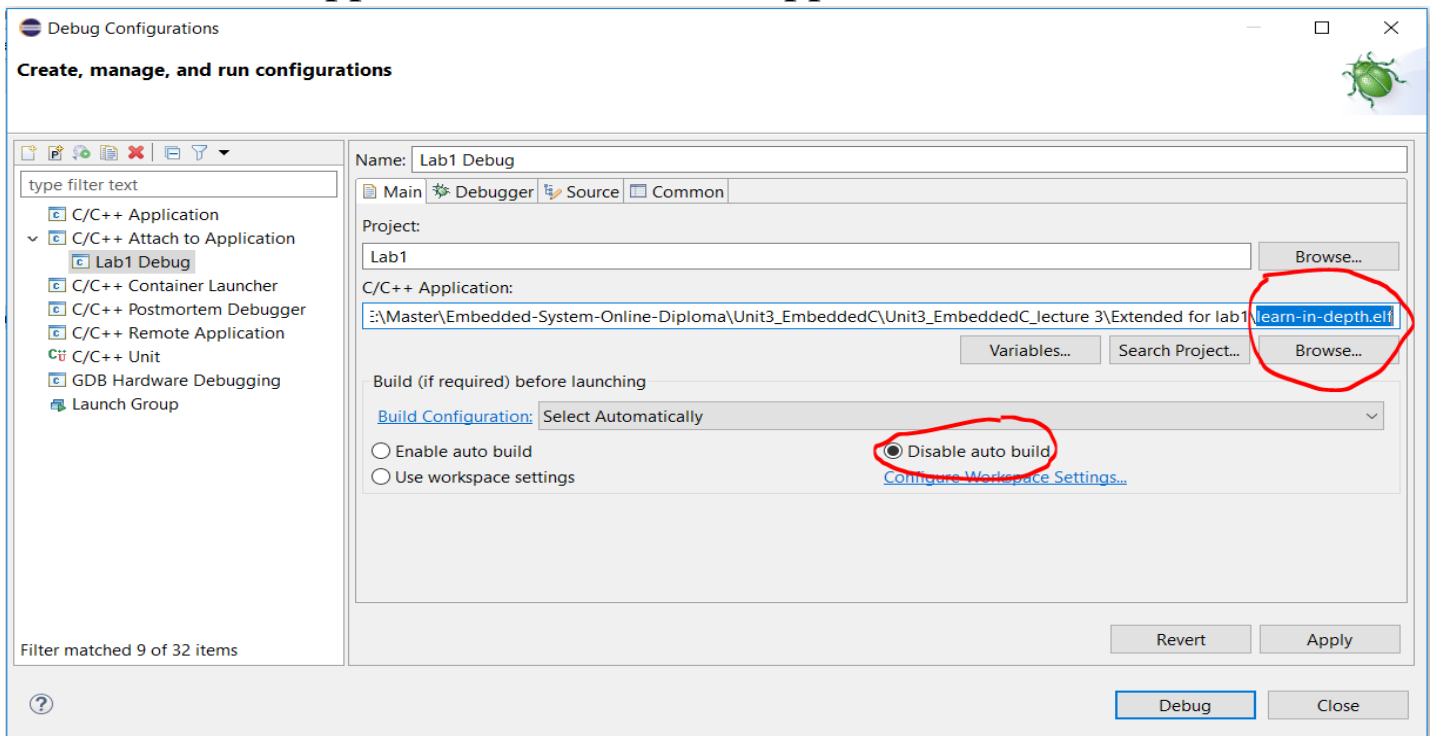 Debug Configurations
Create, manage, and run configurations
type filter text
C/C++ Application
C/C++ Attach to Application
Lab1 Debug
C/C++ Container Launcher
C/C++ Postmortem Debugger
C/C++ Remote Application
C/C++ Unit
GDB Hardware Debugging
Launch Group
Filter matched 9 of 32 items
Name: Lab1 Debug
Main Debugger Source Common
Project:
Lab1 Browse...
C/C++ Application:
E:\Master\Embedded-System-Online-Diploma\Unit3_EmbeddedC\Unit3_EmbeddedC_lecture 3\Extended for lab1\learn-in-depth.elf
Variables... Search Project... Browse...
Build (if required) before launching
Build Configuration: Select Automatically
Enable auto build Disable auto build
Use workspace settings Configure Workspace Settings...
Revert Apply
Debug Close